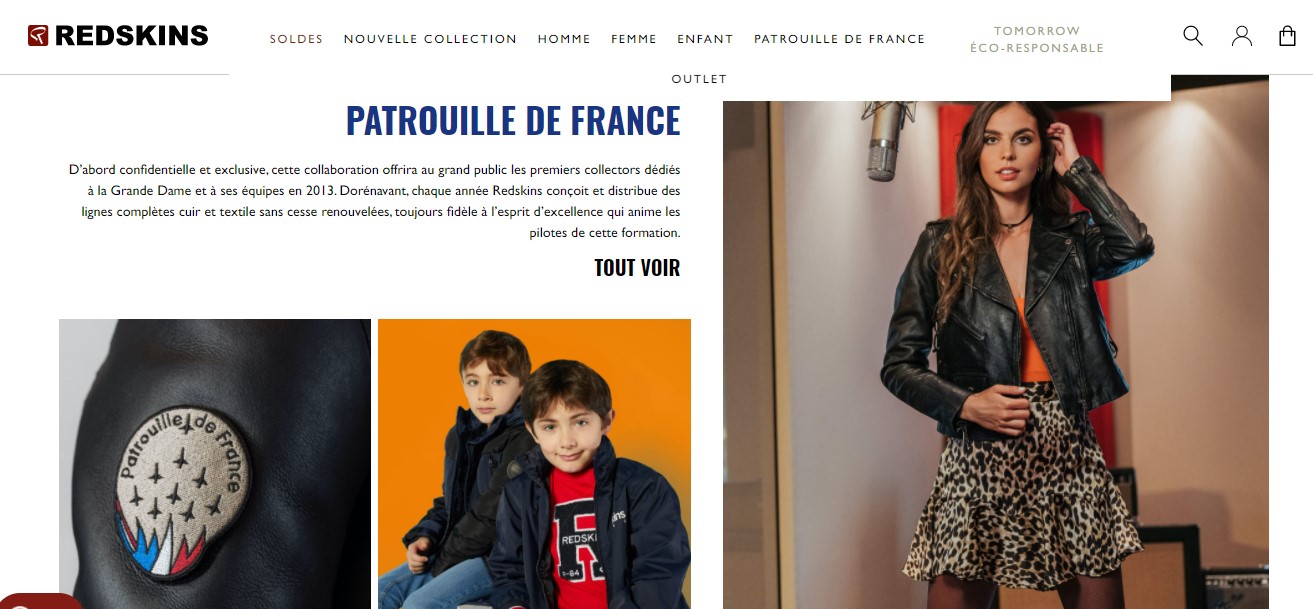 REDSKINS
SOLDES NOUVELLE COLLECTION HOMME FEMME ENFANT PATROUILLE DE FRANCE TOMORROW
ÉCO-RESPONSABLE
OUTLET
PATROUILLE DE FRANCE
D'abord confidentielle et exclusive, cette collaboration offrira au grand public les premiers collectors dédiés
à la Grande Dame et à ses équipes en 2013. Dorénavant, chaque année Redskins conçoit et distribue des
lignes complètes cuir et textile sans cesse renouvelées, toujours fidèle à l'esprit d'excellence qui anime les
pilotes de cette formation.
TOUT VOIR
Patrouille de France
R
REDSKI
84